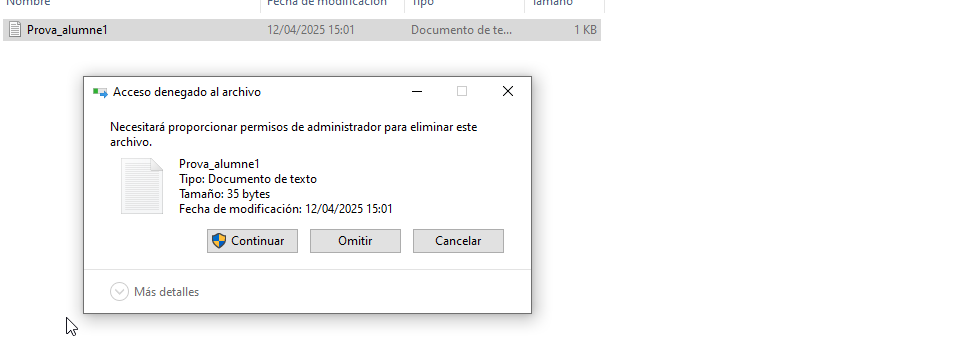 Nombre Fecha de modificación Tipo Tamaño
Prova_alumne1 12/04/2025 15:01 Documento de te... 1 KB
Acceso denegado al archivo
Necesitará proporcionar permisos de administrador para eliminar este
archivo.
Prova_alumne1
Tipo: Documento de texto
Tamaño: 35 bytes
Fecha de modificación: 12/04/2025 15:01
Continuar Omitir Cancelar
Más detalles